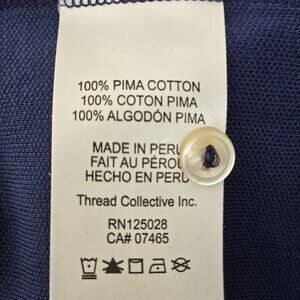 100% PIMA COTTON
100% COTON PIMA
100% ALGODÓN PIMA
MADE IN PERU
FAIT AU PÉROU
HECHO EN PERU
Thread Collective Inc.
RN125028
CA# 07465